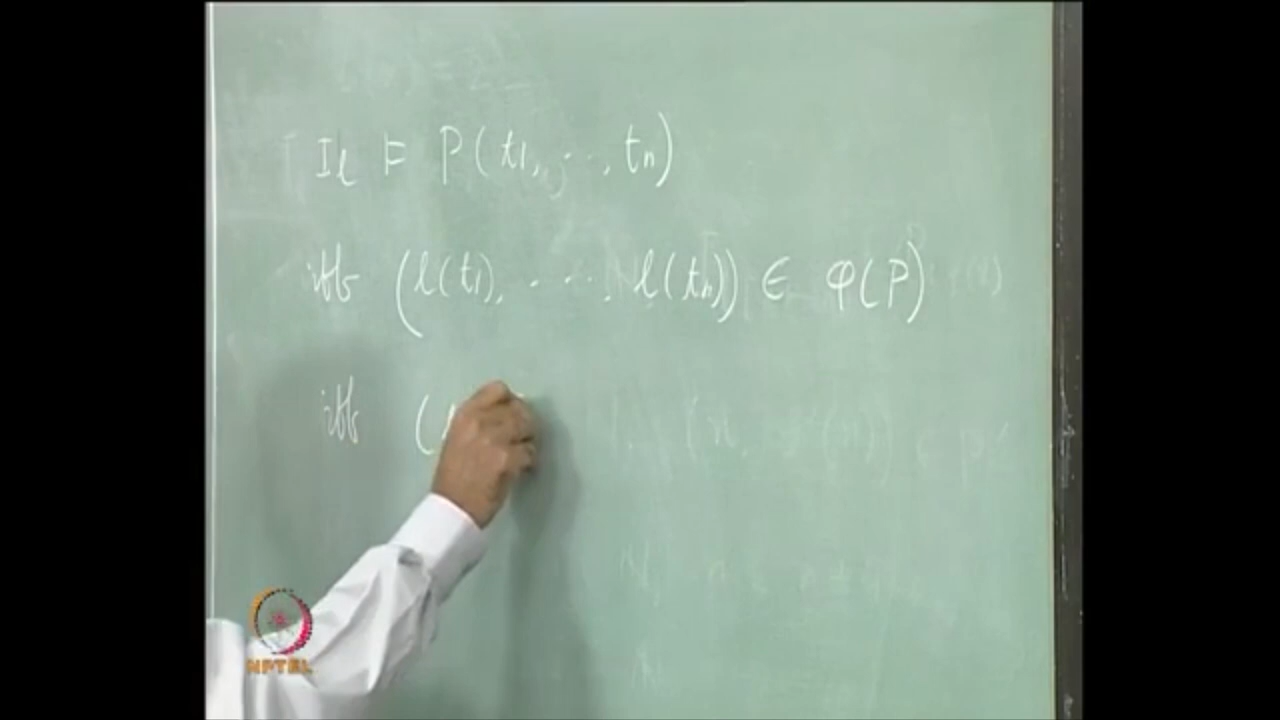 Il ⊨ P(t1, ..., tn)
iff (l(t1), ... l(tn)) ∈ φ(P)
iff (
NPTEL